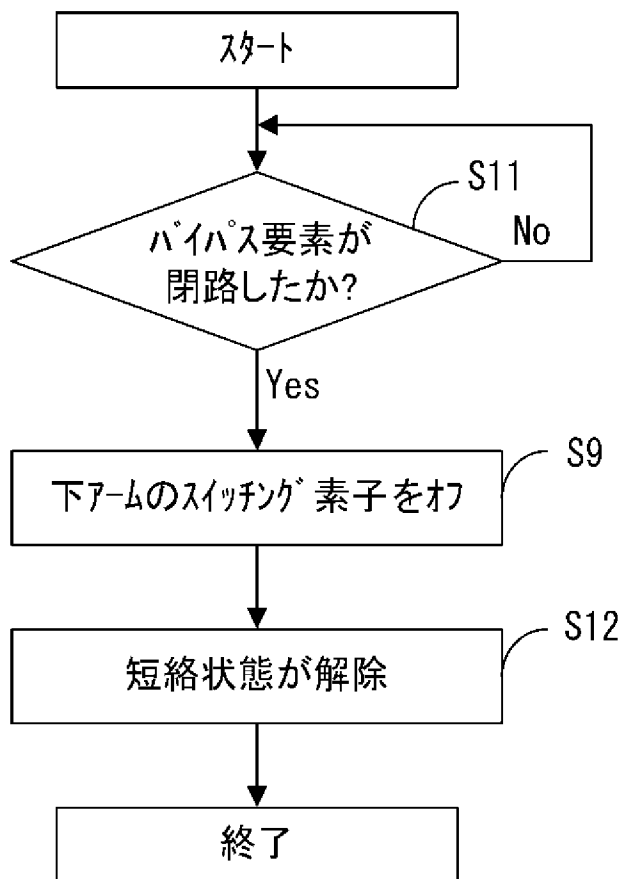 ｽﾀｰﾄ
S11
ﾊﾞｲﾊﾟｽ要素が
閉路したか?
No
Yes
S9
下ｱｰﾑのｽｲｯﾁﾝｸﾞ素子をｵﾌ
S12
短絡状態が解除
終了